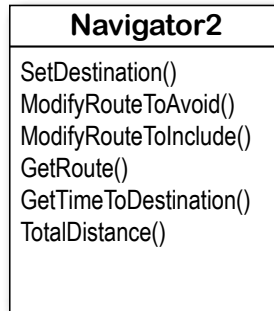 Navigator2
SetDestination()
ModifyRouteToAvoid()
ModifyRouteToInclude()
GetRoute()
GetTimeToDestination()
TotalDistance()